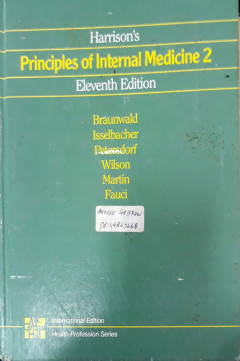 Harrison's
Principles of Internal Medicine 2
Eleventh Edition
Braunwald
Isselbacher
Petersdorf
Wilson
Martin
Fauci
International Edition
Health Profession Series